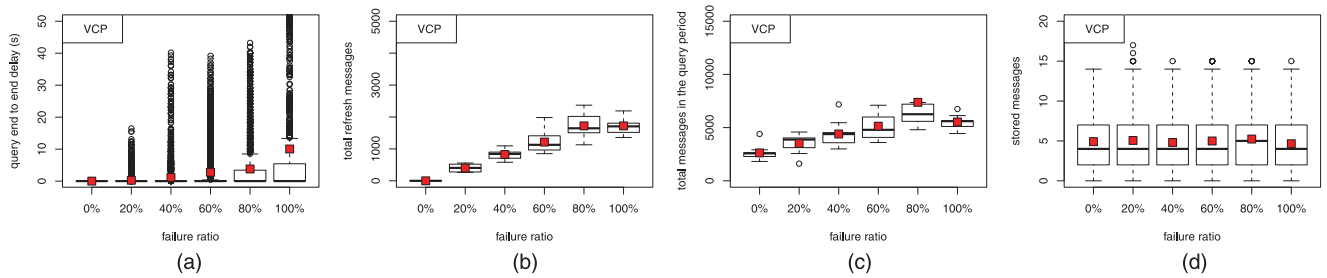 VCP
query end to end delay (s)
0 10 20 30 40 50
0% 20% 40% 60% 80% 100%
failure ratio
(a)
VCP
total refresh messages
0 1000 3000 5000
0% 20% 40% 60% 80% 100%
failure ratio
(b)
VCP
total messages in the query period
0 5000 10000 15000
0% 20% 40% 60% 80% 100%
failure ratio
(c)
VCP
stored messages
0 5 10 15 20
0% 20% 40% 60% 80% 100%
failure ratio
(d)